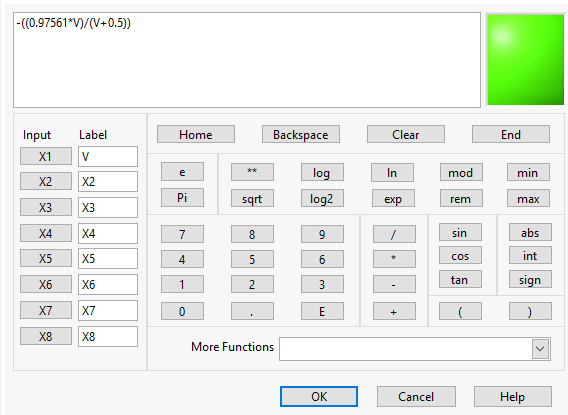 -((0.97561*V)/(V+0.5))
Input Label Home Backspace Clear End
X1 V e ** log ln mod min
X2 X2 Pi sqrt log2 exp rem max
X3 X3 7 8 9 / sin abs
X4 X4 4 5 6 * cos int
X5 X5 1 2 3 - tan sign
X6 X6 0 . E + ( )
X7 X7
X8 X8
More Functions
OK Cancel Help